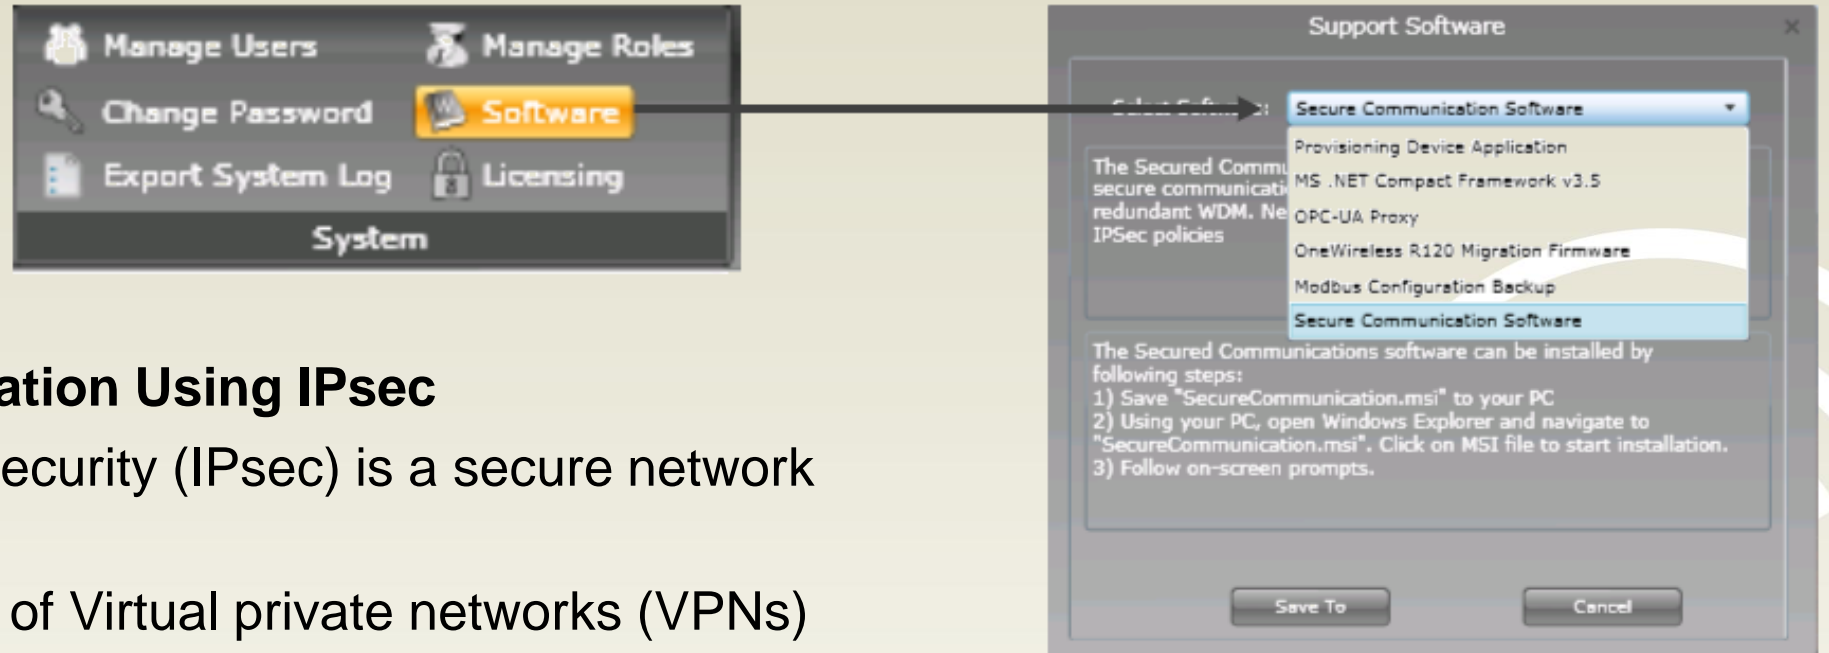 Manage Users Manage Roles
Change Password Software
Export System Log Licensing
System
ation Using IPsec
ecurity (IPsec) is a secure network
of Virtual private networks (VPNs)
Support Software
Select Software: Secure Communication Software
Provisioning Device Application
MS .NET Compact Framework v3.5
OPC-UA Proxy
OneWireless R120 Migration Firmware
Modbus Configuration Backup
Secure Communication Software
The Secured Commu
secure communicati
redundant WDM. Ne
IPSec policies
The Secured Communications software can be installed by
following steps:
1) Save "SecureCommunication.msi" to your PC
2) Using your PC, open Windows Explorer and navigate to
"SecureCommunication.msi". Click on MSI file to start installation.
3) Follow on-screen prompts.
Save To Cancel